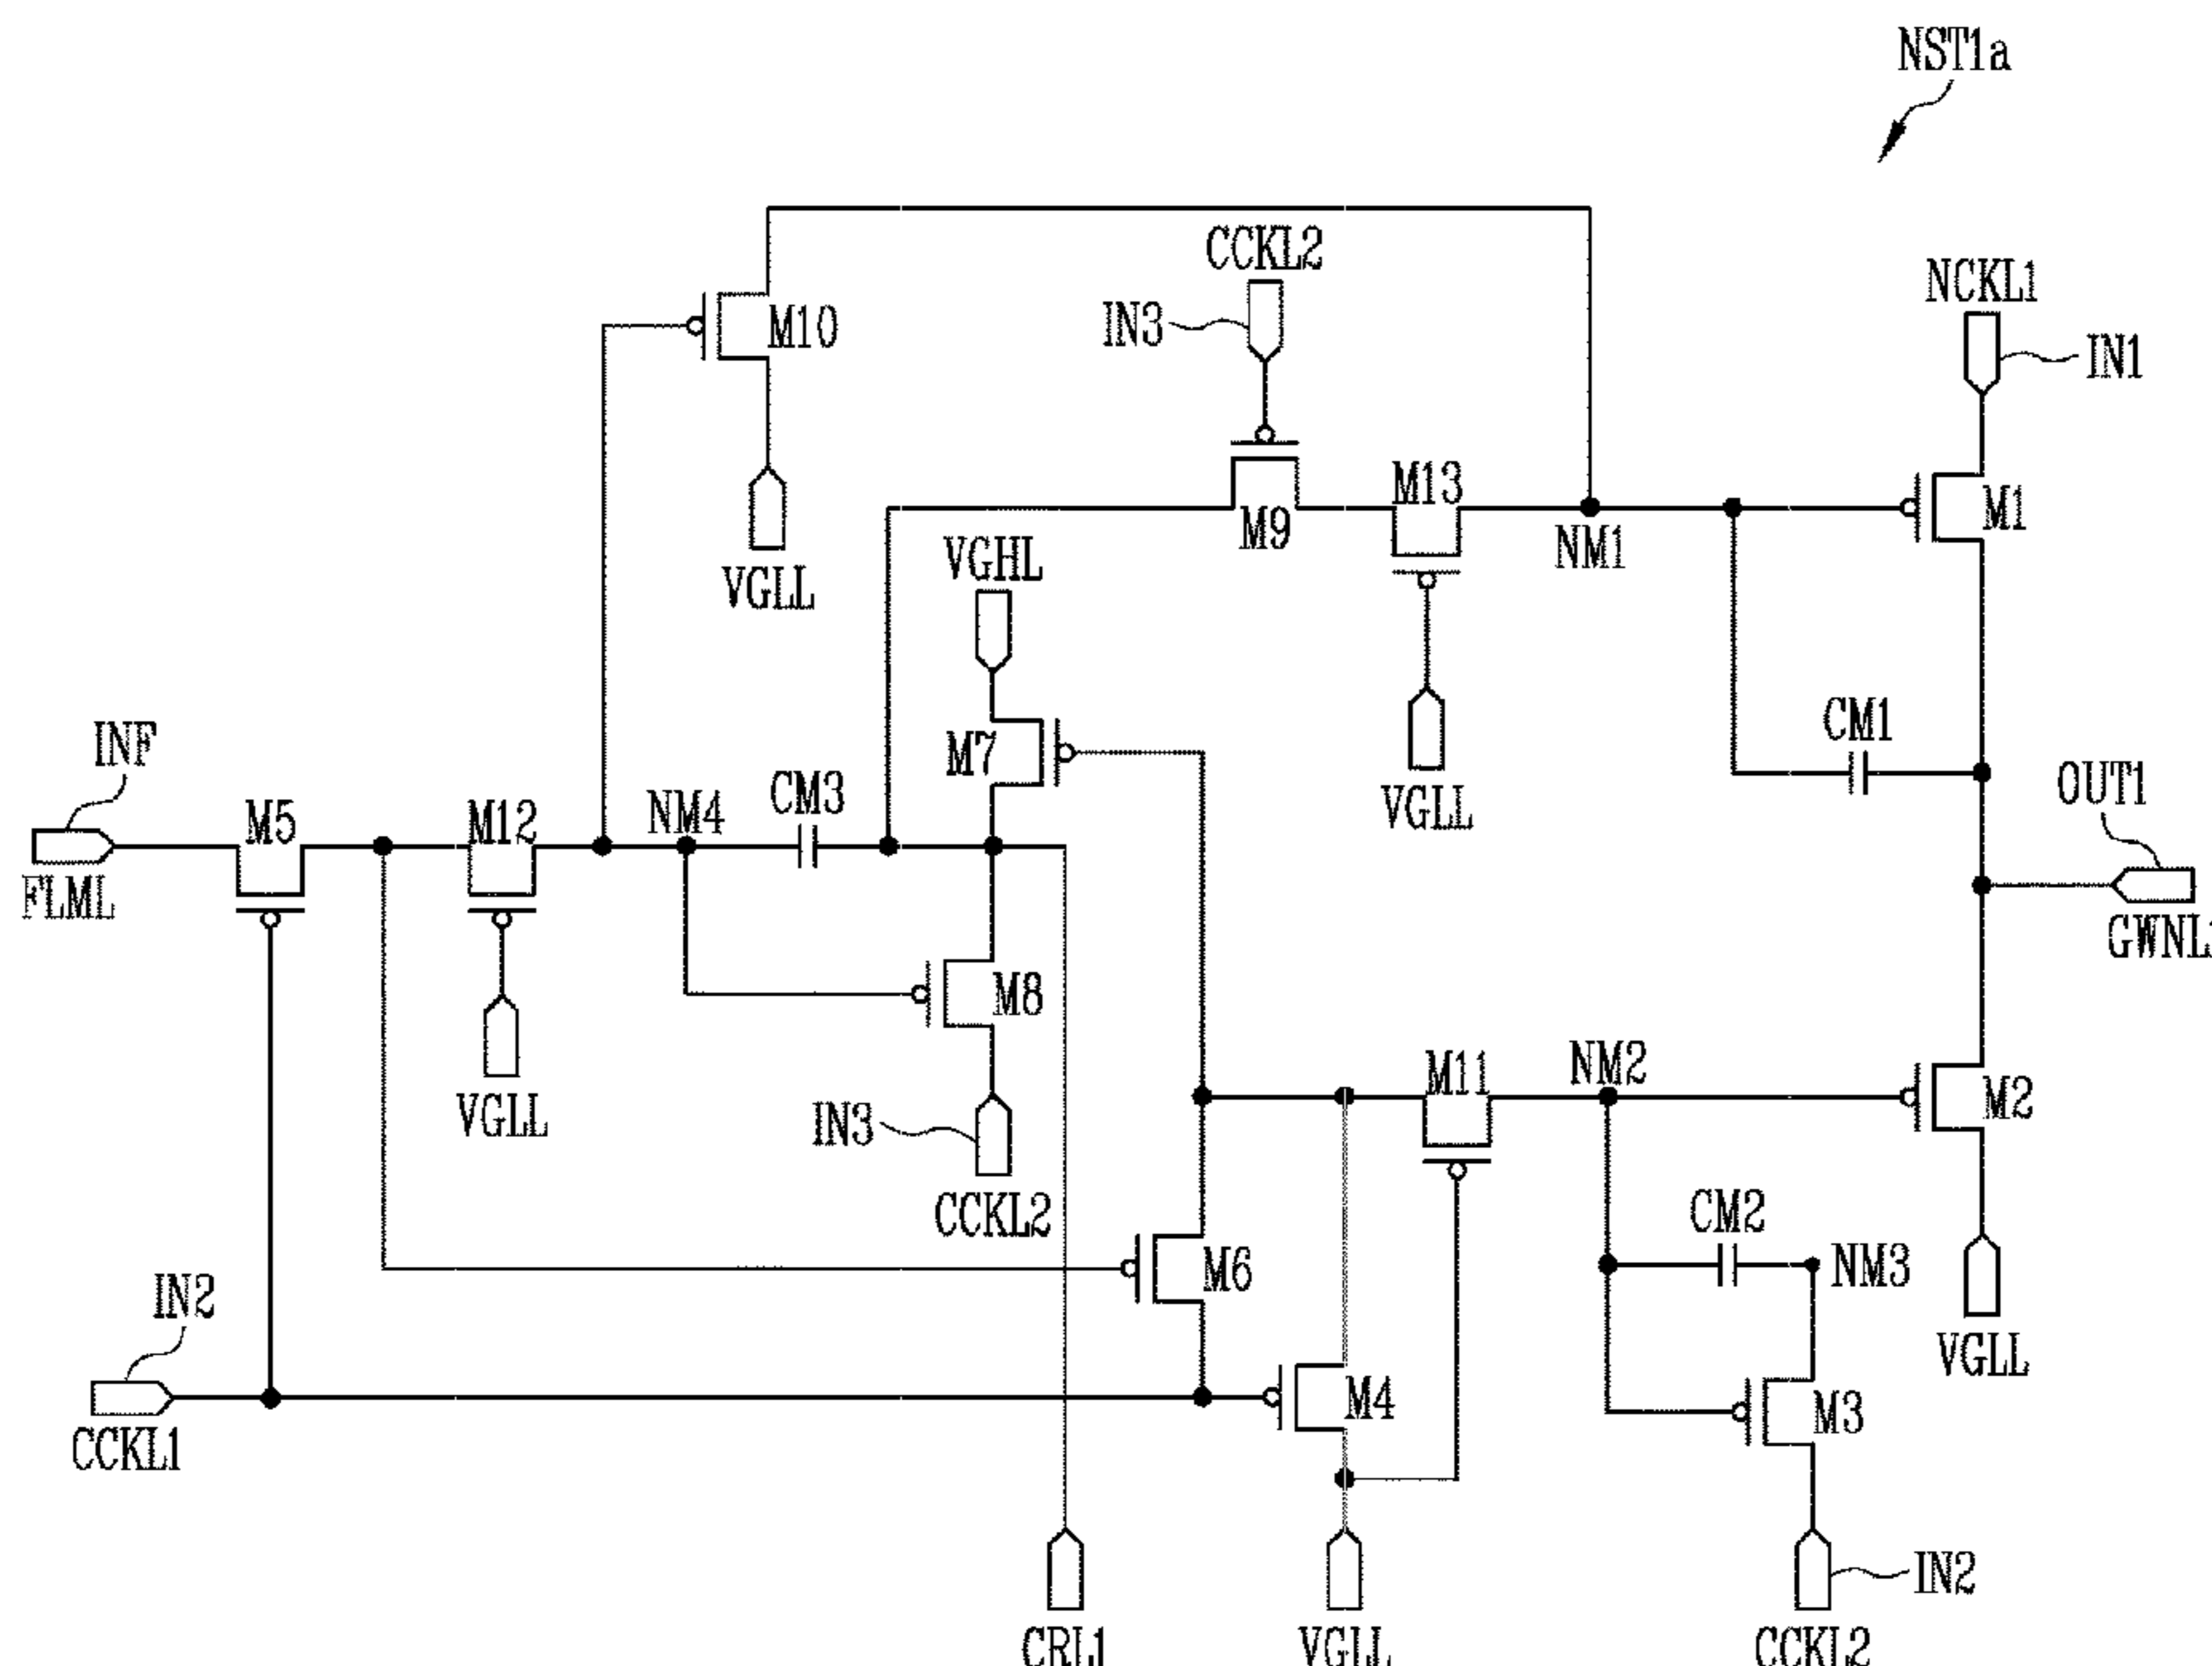 NST1a
CCKL2
IN3
NCKL1
IN1
M10
M13
M9
M1
NM1
VGLL
VGHL
INF
M7
CM1
OUT1
M5
M12
NM4
CM3
VGLL
FLML
GWNL
M8
M11
NM2
M2
VGLL
IN3
CCKL2
CM2
M6
NM3
IN2
VGLL
M4
M3
CCKL1
IN2
CRL1
VGLL
CCKL2